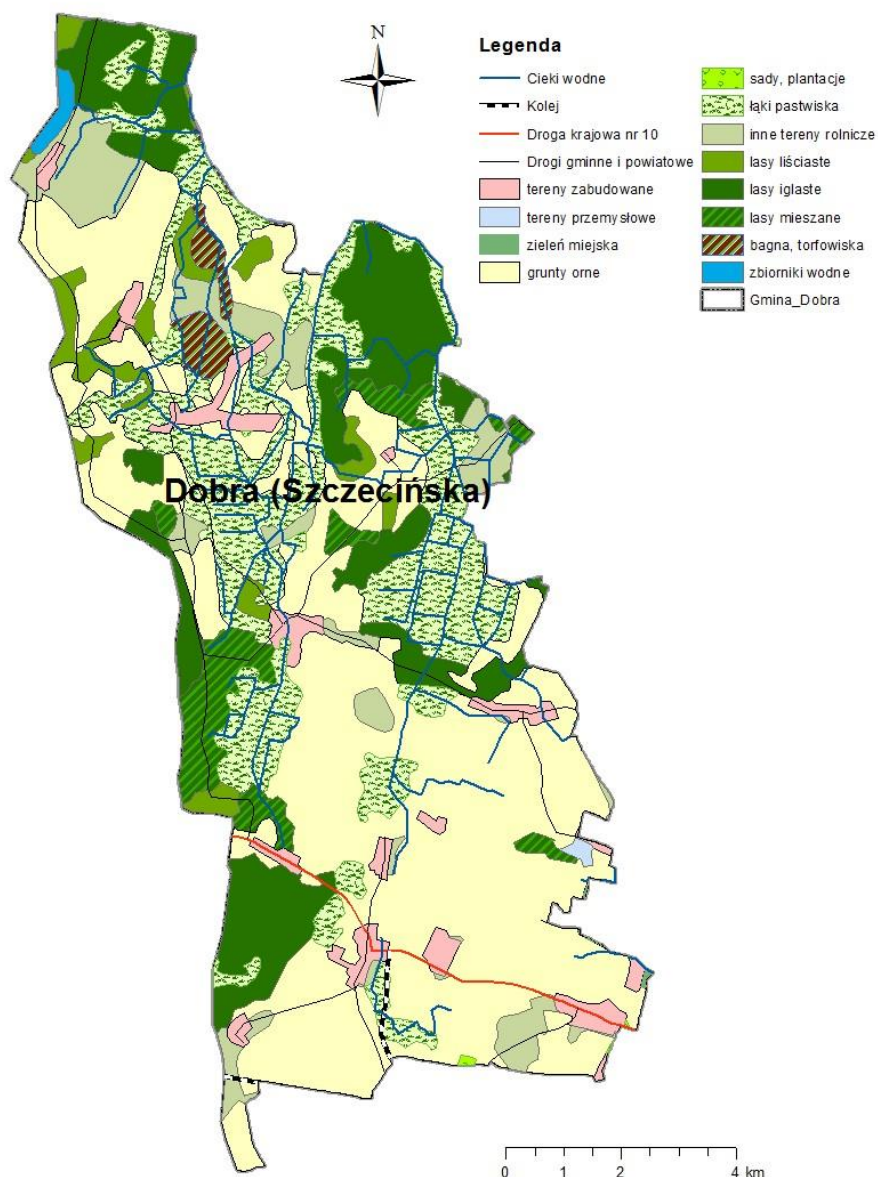 N
Legenda
Cieki wodne
Kolej
Droga krajowa nr 10
Drogi gminne i powiatowe
tereny zabudowane
tereny przemysłowe
zieleń miejska
grunty orne
sady, plantacje
łąki pastwiska
inne tereny rolnicze
lasy liściaste
lasy iglaste
lasy mieszane
bagna, torfowiska
zbiorniki wodne
Gmina_Dobra
Dobra (Szczecińska)
0 1 2 4 km